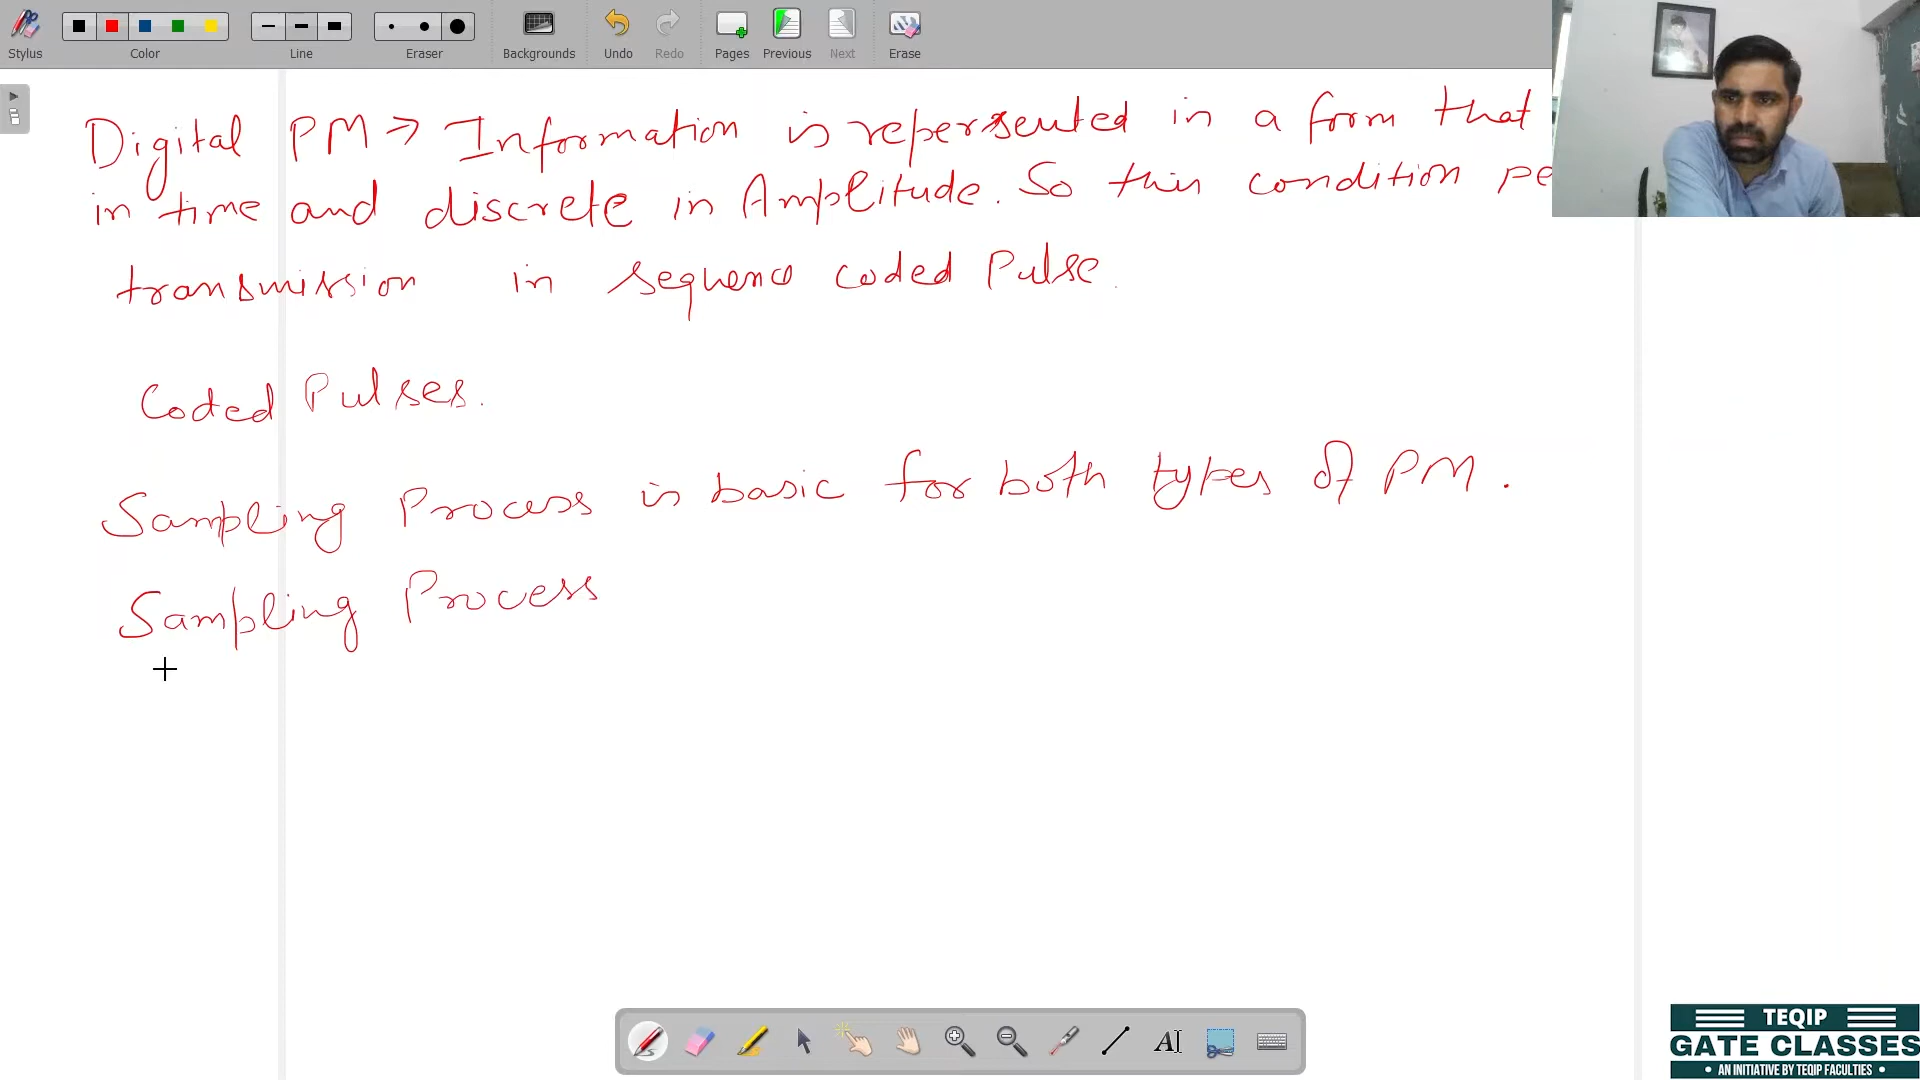 Stylus
Color
Line
Eraser
Backgrounds
Undo
Redo
Pages
Previous
Next
Erase
Digital PM → Information is repersented in a form that
in time and discrete in Amplitude. So this condition pe
transmission in sequence coded Pulse.
Coded Pulses.
Sampling Process is basic for both types of PM.
Sampling Process
TEQIP
GATE CLASSES
• AN INITIATIVE BY TEQIP FACULTIES •